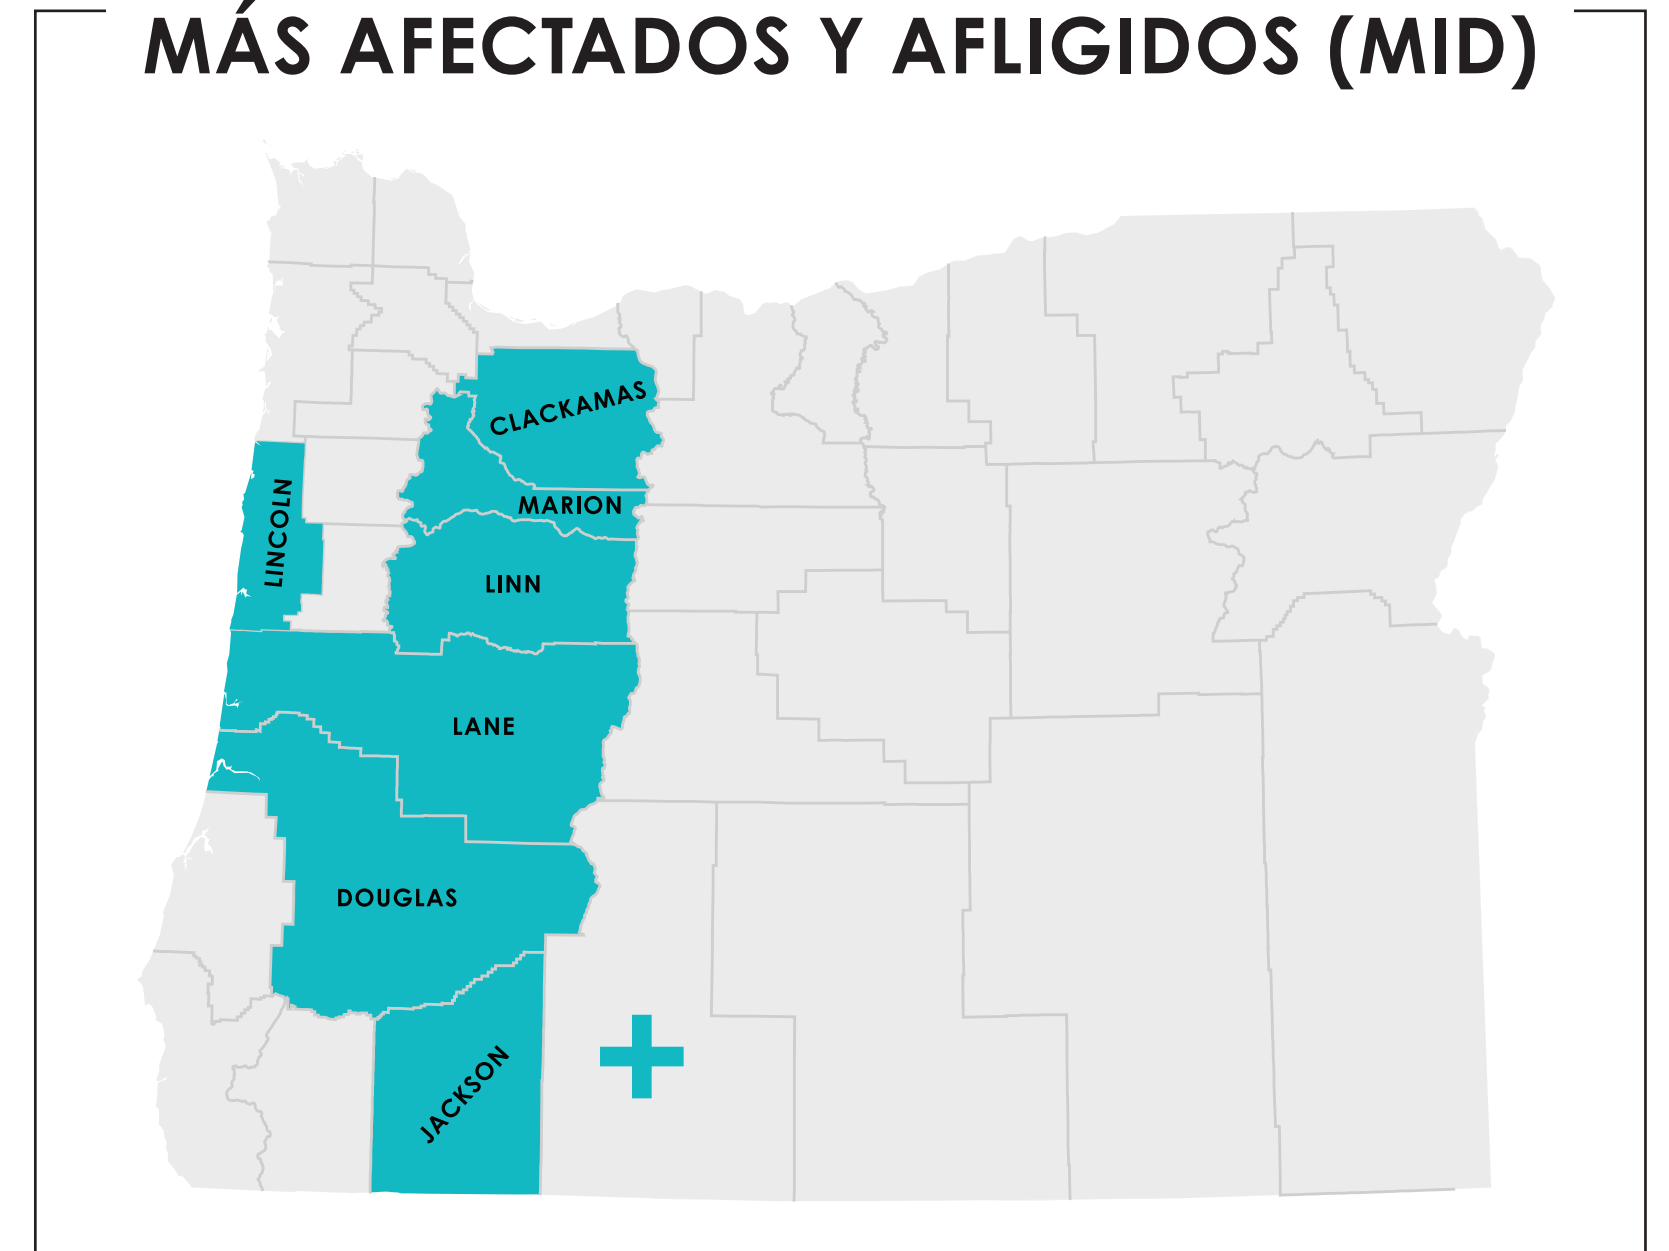 MÁS AFECTADOS Y AFLIGIDOS (MID)
CLACKAMAS
MARION
LINCOLN
LINN
LANE
DOUGLAS
JACKSON